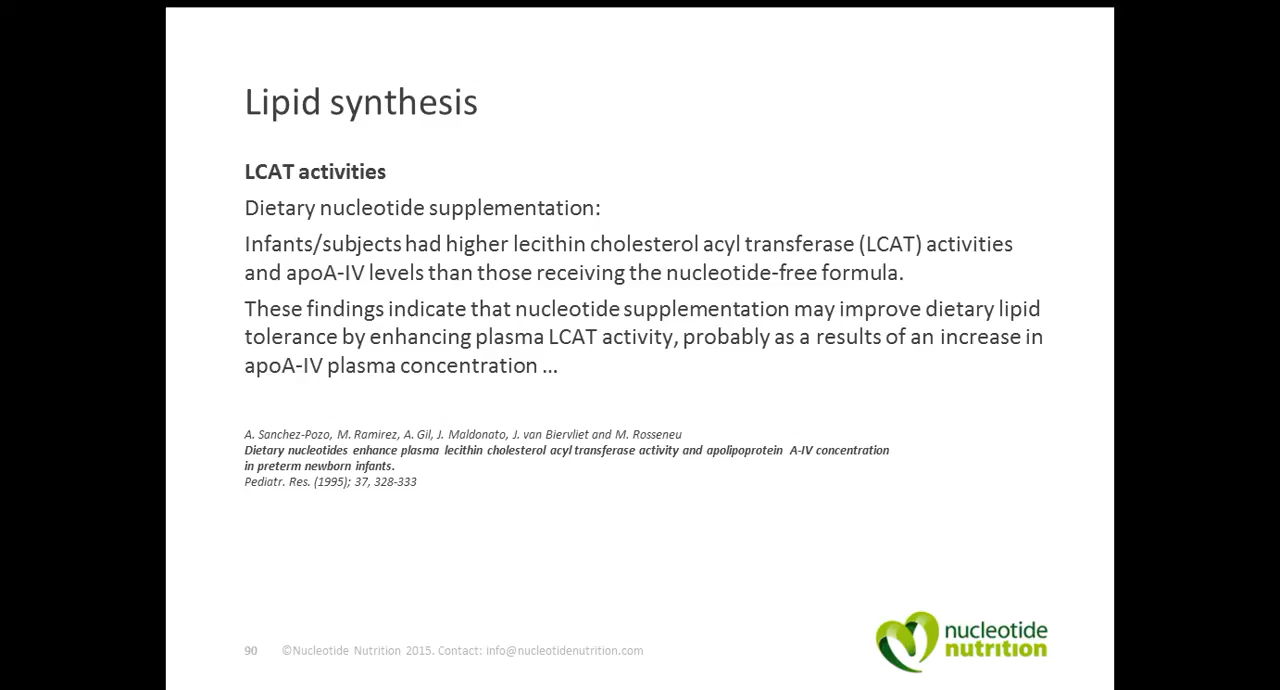 Lipid synthesis
LCAT activities
Dietary nucleotide supplementation:
Infants/subjects had higher lecithin cholesterol acyl transferase (LCAT) activities
and apoA-IV levels than those receiving the nucleotide-free formula.
These findings indicate that nucleotide supplementation may improve dietary lipid
tolerance by enhancing plasma LCAT activity, probably as a results of an increase in
apoA-IV plasma concentration ...
A. Sanchez-Pozo, M. Ramirez, A. Gil, J. Maldonato, J. van Biervliet and M. Rosseneu
Dietary nucleotides enhance plasma lecithin cholesterol acyl transferase activity and apolipoprotein A-IV concentration
in preterm newborn infants.
Pediatr. Res. (1995); 37, 328-333
90 ©Nucleotide Nutrition 2015. Contact: info@nucleotidenutrition.com
nucleotide
nutrition